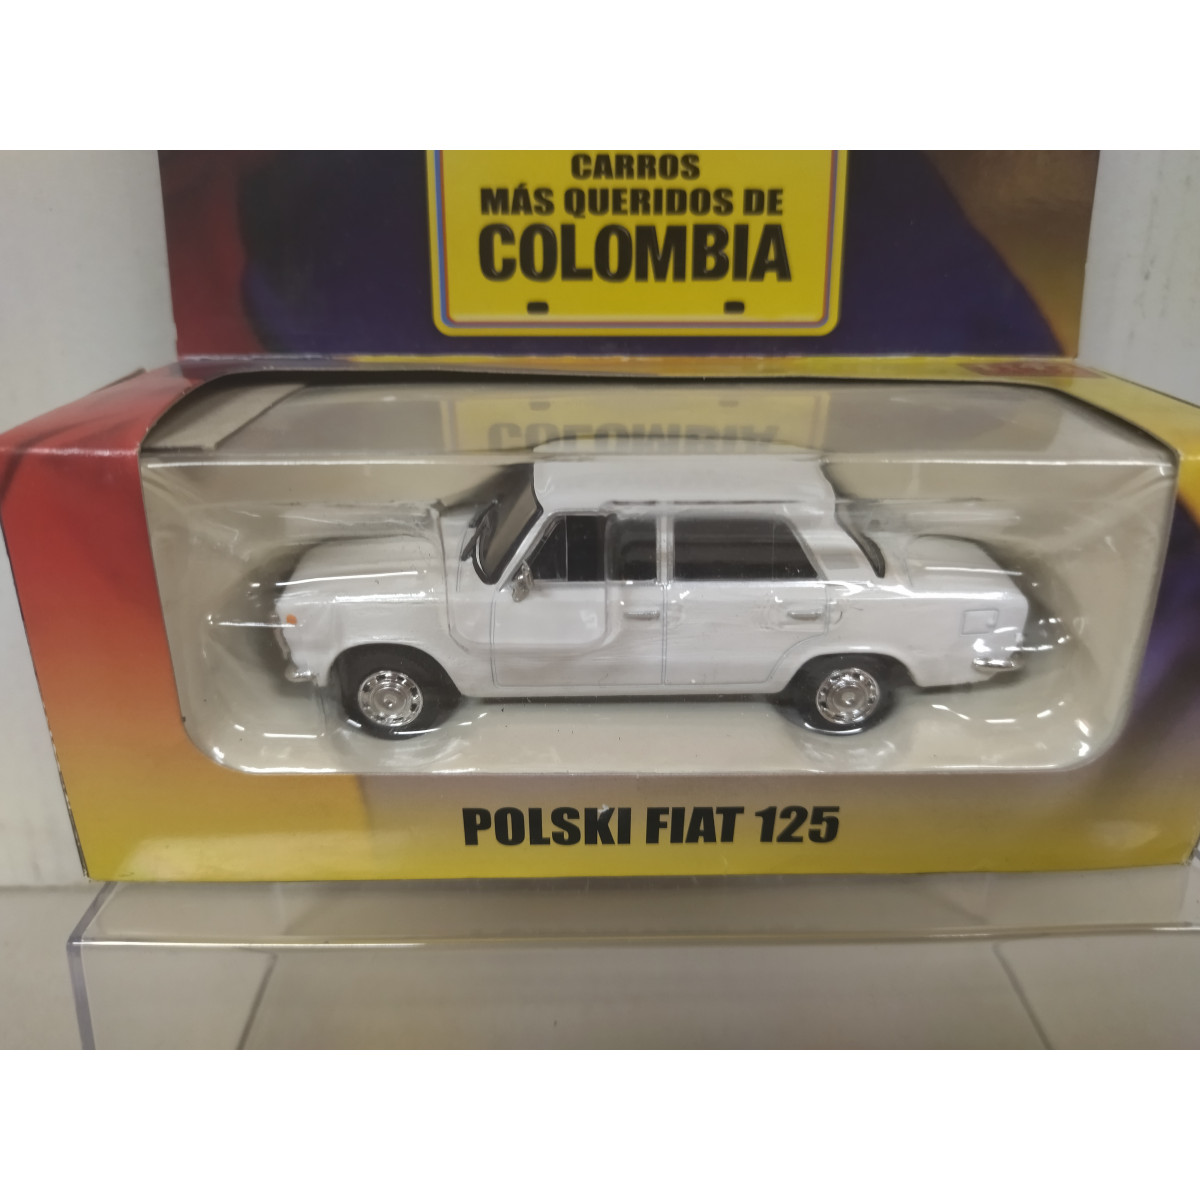 CARROS
MÁS QUERIDOS DE
COLOMBIA
POLSKI FIAT 125